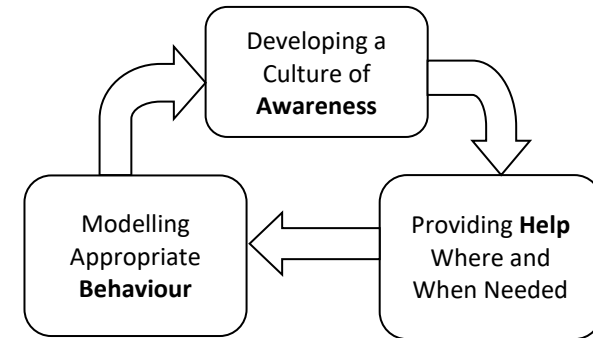 Developing a
Culture of
Awareness
Providing Help
Where and
When Needed
Modelling
Appropriate
Behaviour